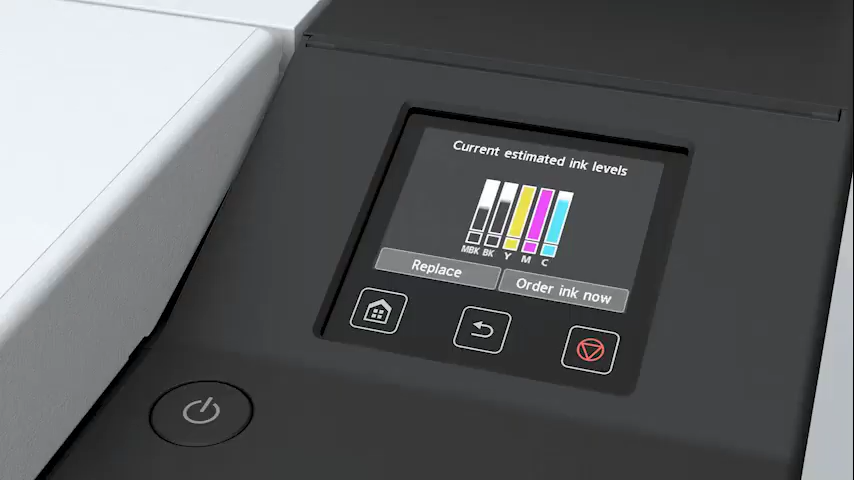 Current estimated ink levels
MBK BK Y M C
Replace
Order ink now